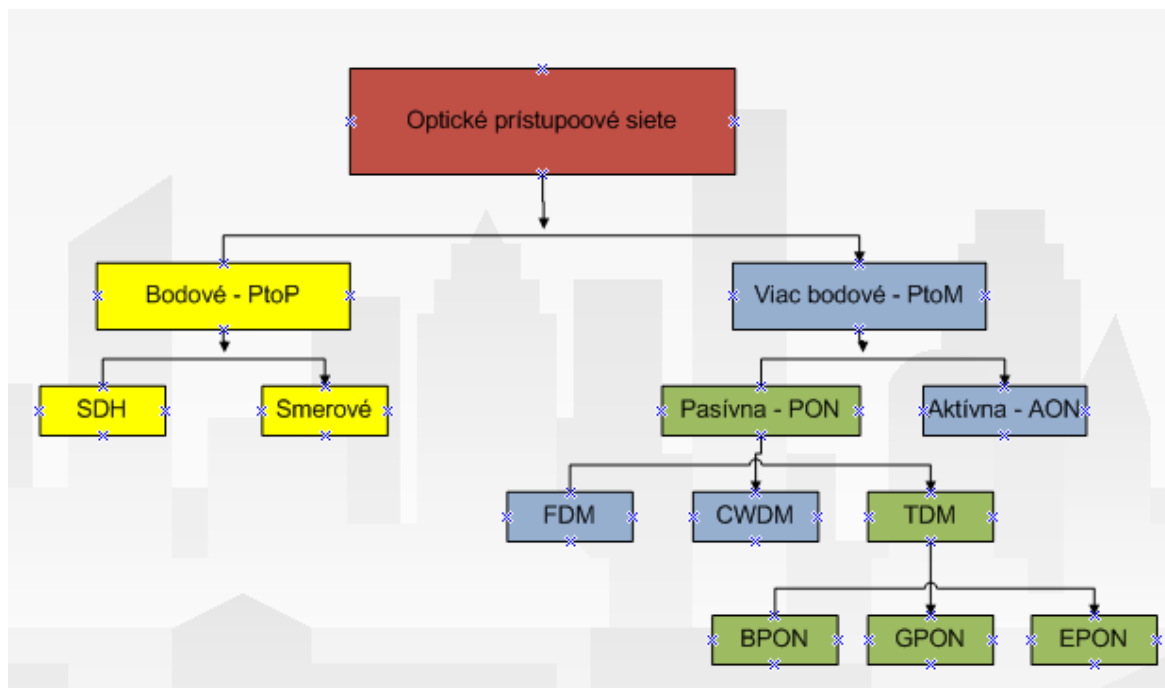 Optické prístupoové siete
Bodové - PtoP
Viac bodové - PtoM
SDH
Smerové
Pasívna - PON
Aktívna - AON
FDM
CWDM
TDM
BPON
GPON
EPON